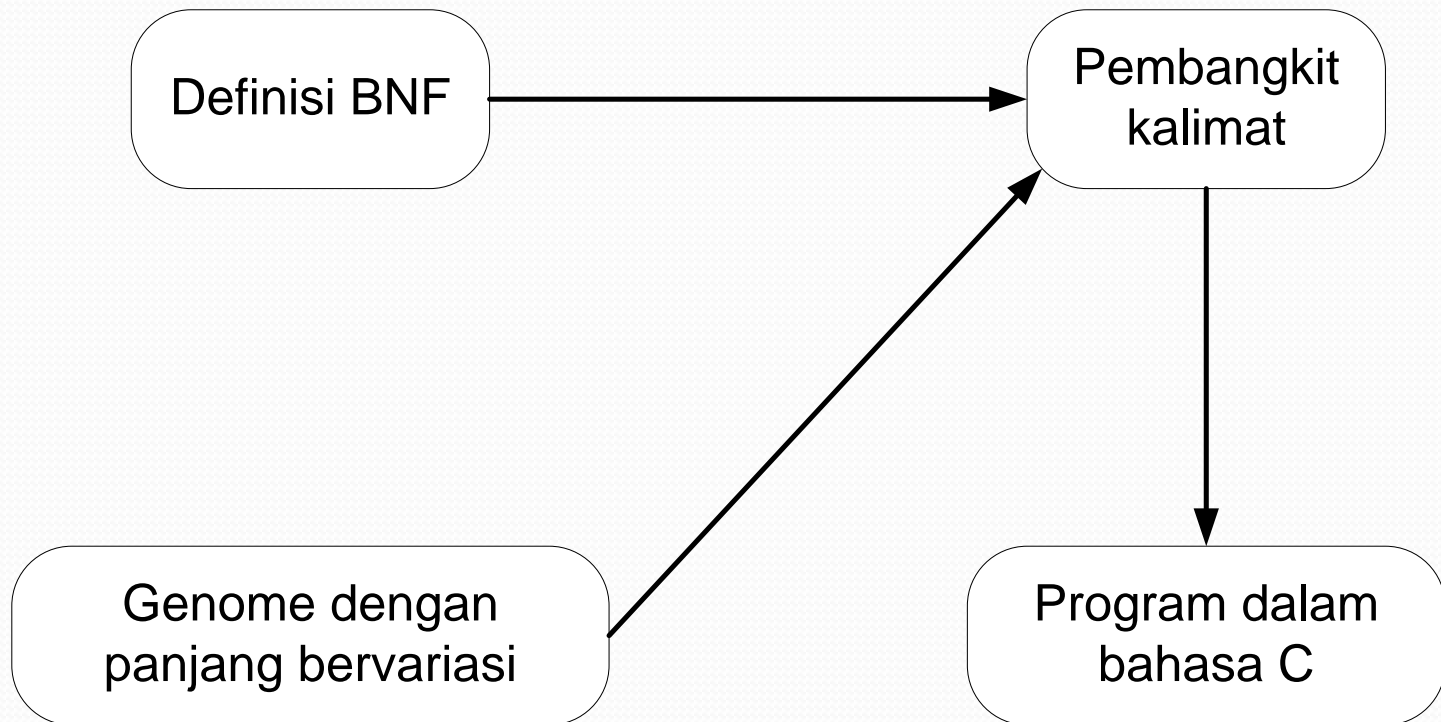 Definisi BNF
Pembangkit
kalimat
Genome dengan
panjang bervariasi
Program dalam
bahasa C